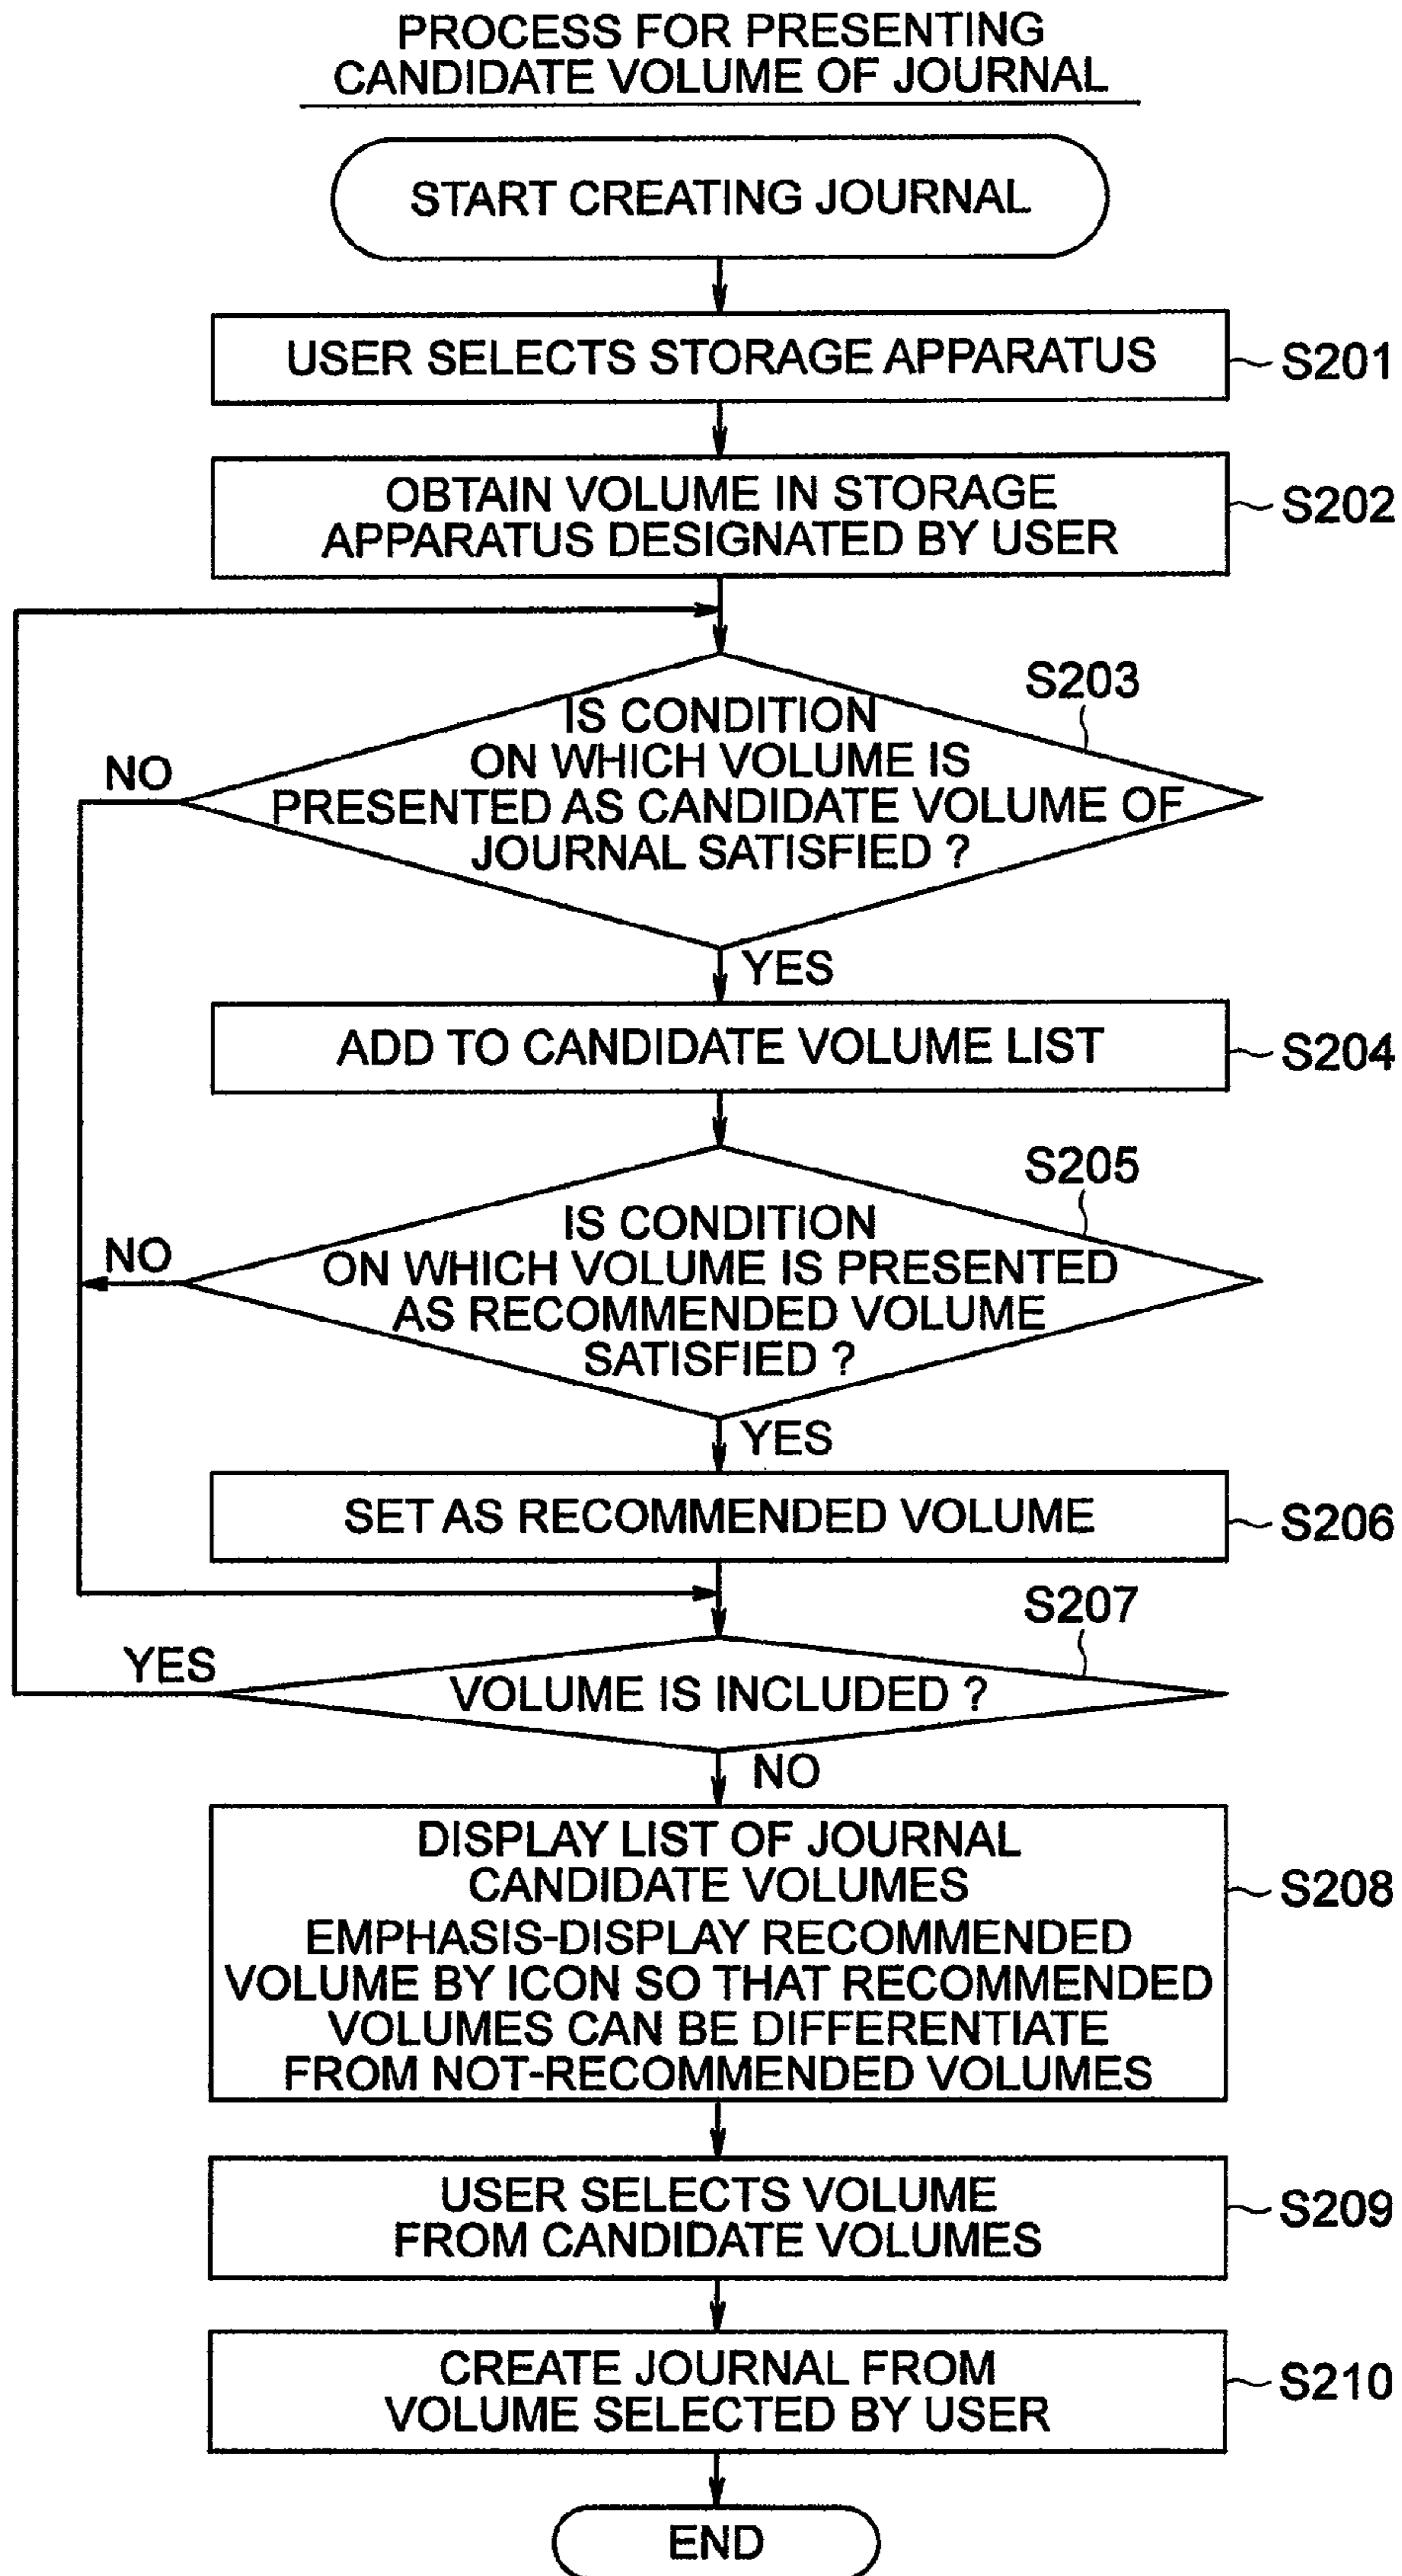 PROCESS FOR PRESENTING
CANDIDATE VOLUME OF JOURNAL
START CREATING JOURNAL
USER SELECTS STORAGE APPARATUS
S201
OBTAIN VOLUME IN STORAGE
APPARATUS DESIGNATED BY USER
S202
S203
IS CONDITION
ON WHICH VOLUME IS
PRESENTED AS CANDIDATE VOLUME OF
JOURNAL SATISFIED ?
NO
YES
ADD TO CANDIDATE VOLUME LIST
S204
S205
IS CONDITION
ON WHICH VOLUME IS PRESENTED
AS RECOMMENDED VOLUME
SATISFIED ?
NO
YES
SET AS RECOMMENDED VOLUME
S206
S207
YES
VOLUME IS INCLUDED ?
NO
DISPLAY LIST OF JOURNAL
CANDIDATE VOLUMES
EMPHASIS-DISPLAY RECOMMENDED
VOLUME BY ICON SO THAT RECOMMENDED
VOLUMES CAN BE DIFFERENTIATE
FROM NOT-RECOMMENDED VOLUMES
S208
USER SELECTS VOLUME
FROM CANDIDATE VOLUMES
S209
CREATE JOURNAL FROM
VOLUME SELECTED BY USER
S210
END